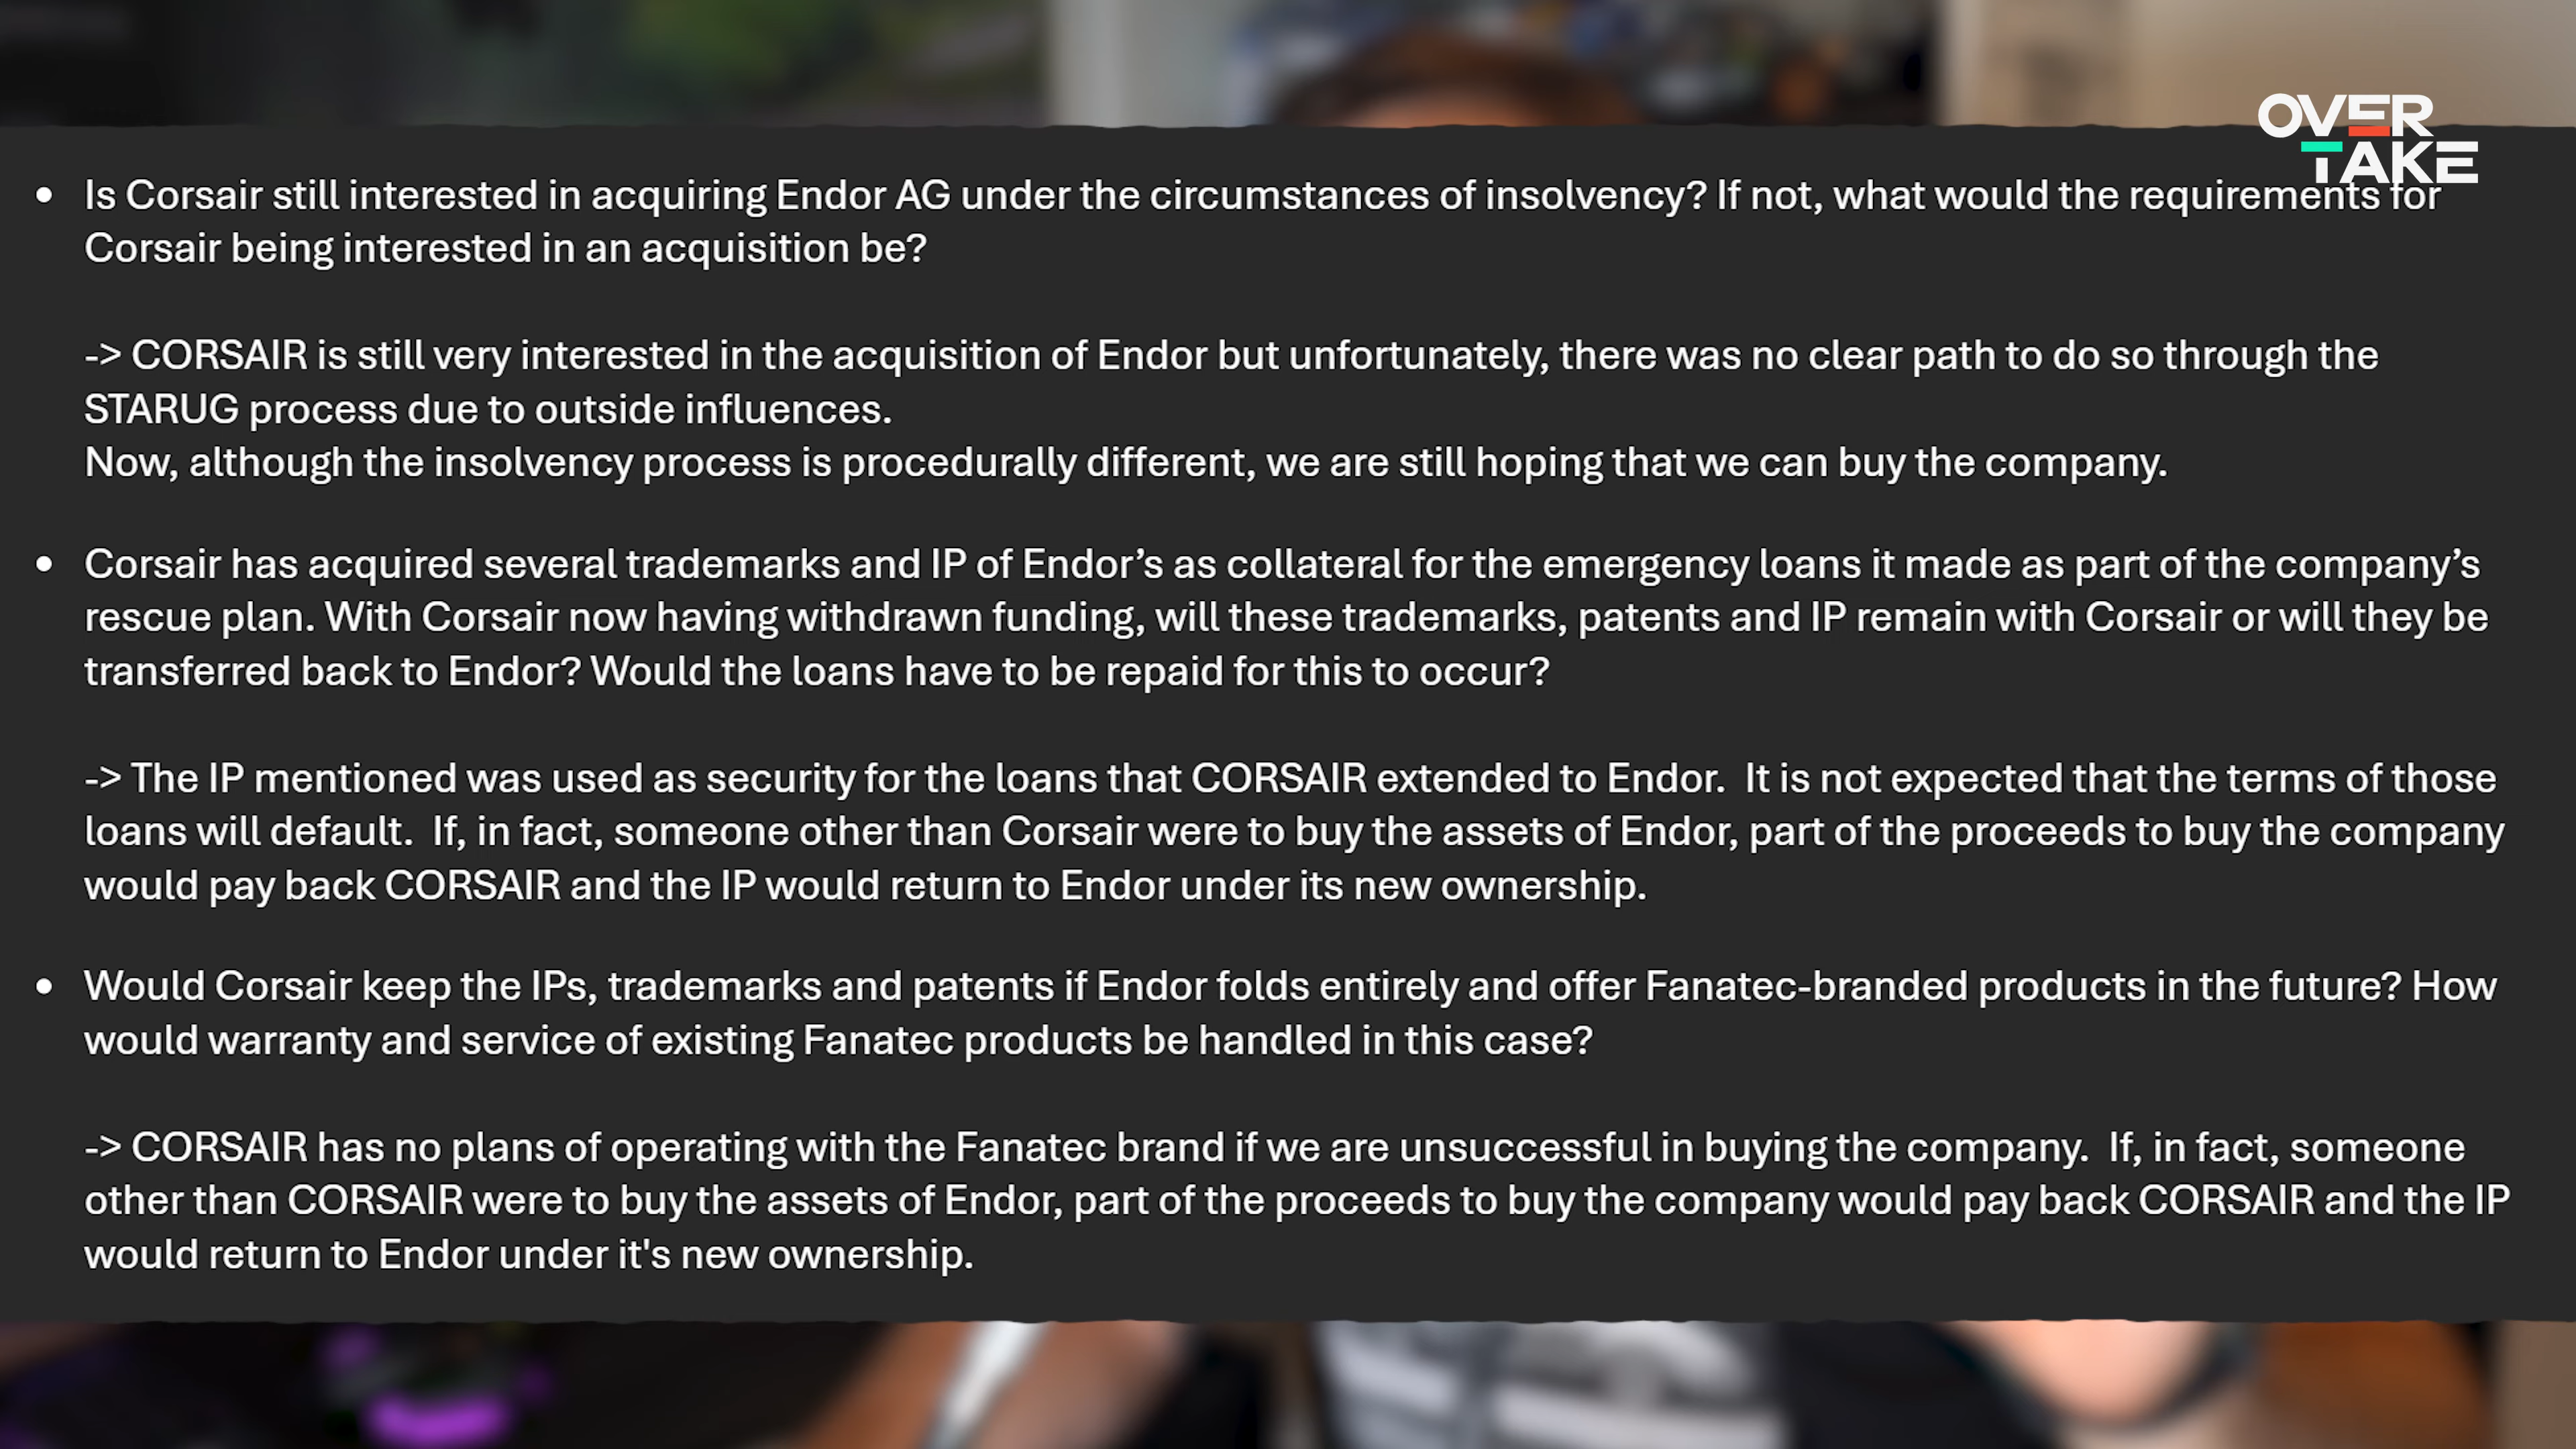 OVER
TAKE
• Is Corsair still interested in acquiring Endor AG under the circumstances of insolvency? If not, what would the requirements for
Corsair being interested in an acquisition be?
-> CORSAIR is still very interested in the acquisition of Endor but unfortunately, there was no clear path to do so through the
STARUG process due to outside influences.
Now, although the insolvency process is procedurally different, we are still hoping that we can buy the company.
• Corsair has acquired several trademarks and IP of Endor’s as collateral for the emergency loans it made as part of the company’s
rescue plan. With Corsair now having withdrawn funding, will these trademarks, patents and IP remain with Corsair or will they be
transferred back to Endor? Would the loans have to be repaid for this to occur?
-> The IP mentioned was used as security for the loans that CORSAIR extended to Endor.  It is not expected that the terms of those
loans will default.  If, in fact, someone other than Corsair were to buy the assets of Endor, part of the proceeds to buy the company
would pay back CORSAIR and the IP would return to Endor under its new ownership.
• Would Corsair keep the IPs, trademarks and patents if Endor folds entirely and offer Fanatec-branded products in the future? How
would warranty and service of existing Fanatec products be handled in this case?
-> CORSAIR has no plans of operating with the Fanatec brand if we are unsuccessful in buying the company.  If, in fact, someone
other than CORSAIR were to buy the assets of Endor, part of the proceeds to buy the company would pay back CORSAIR and the IP
would return to Endor under it's new ownership.